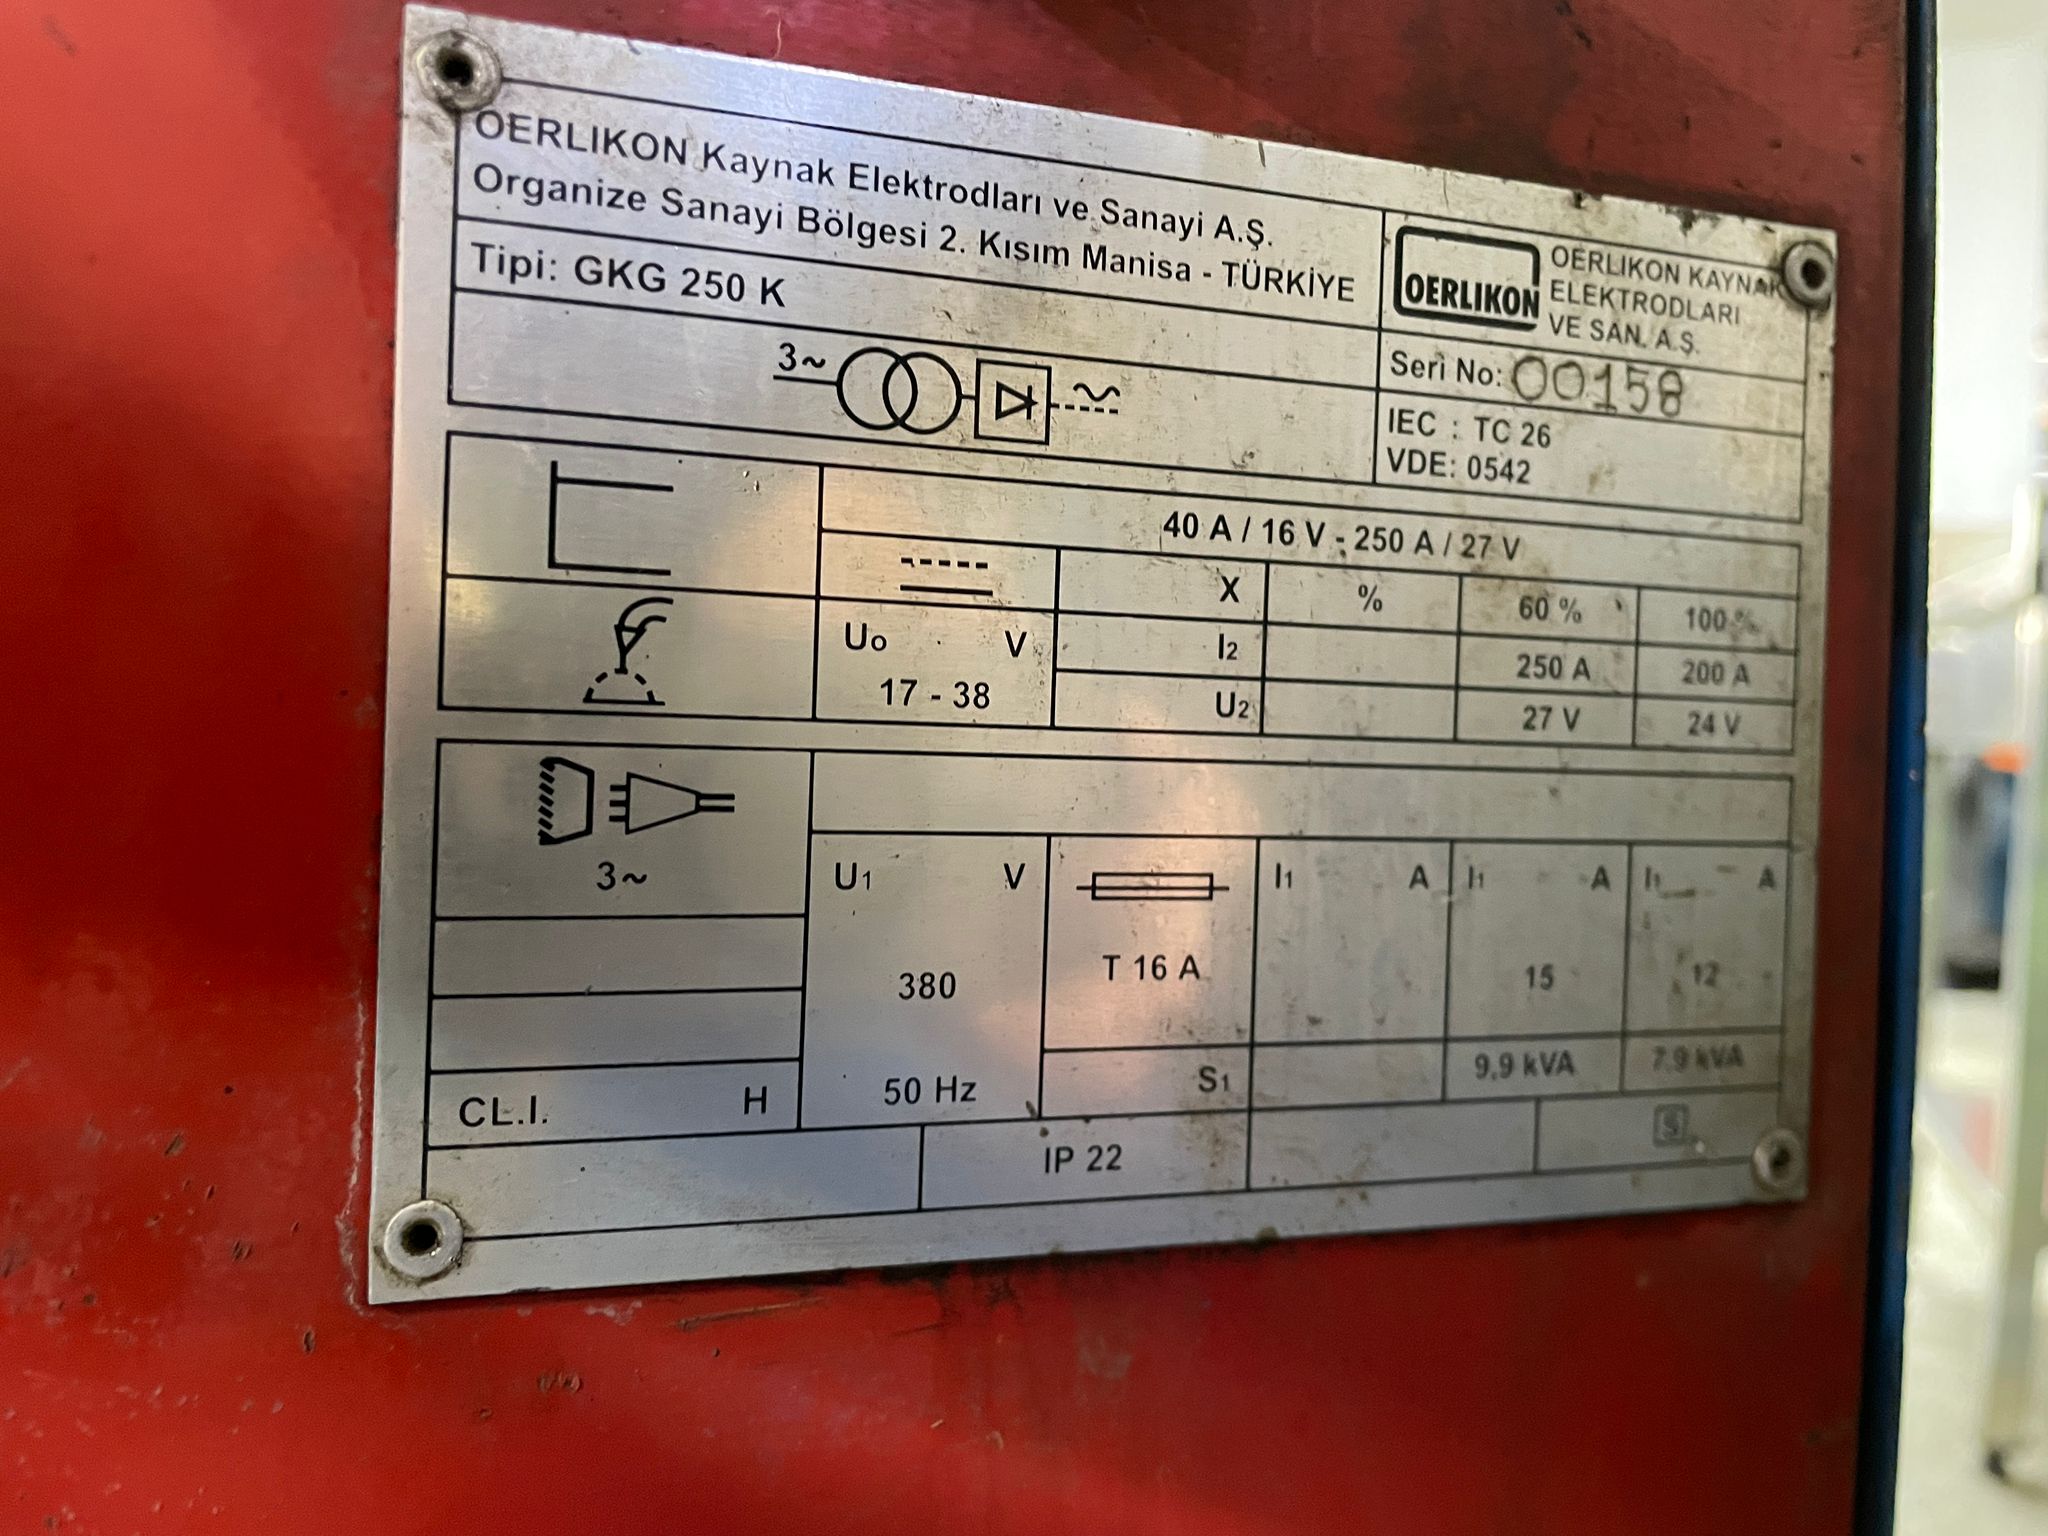 OERLIKON Kaynak Elektrodları ve Sanayi A.Ş.
Organize Sanayi Bölgesi 2. Kısım Manisa - TÜRKİYE
OERLIKON
OERLIKON KAYNAK
ELEKTRODLARI
VE SAN. A.Ş.
Tipi: GKG 250 K
Seri No: 00158
3~
IEC : TC 26
VDE: 0542
40 A / 16 V - 250 A / 27 V
X % 60 % 100 %
Uo V
17 - 38
I2 250 A 200 A
U2 27 V 24 V
3~
U1 V
I1 A I1 A I1 A
380
T 16 A
15 12
50 Hz
S1 9.9 kVA 7.9 kVA
CL.I. H
IP 22
S